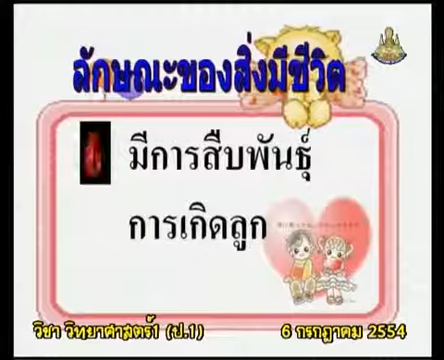 ลักษณะของสิ่งมีชีวิต
มีการสืบพันธุ์
การเกิดลูก
วิชา วิทยาศาสตร์1 (ป.1)
6 กรกฎาคม 2554